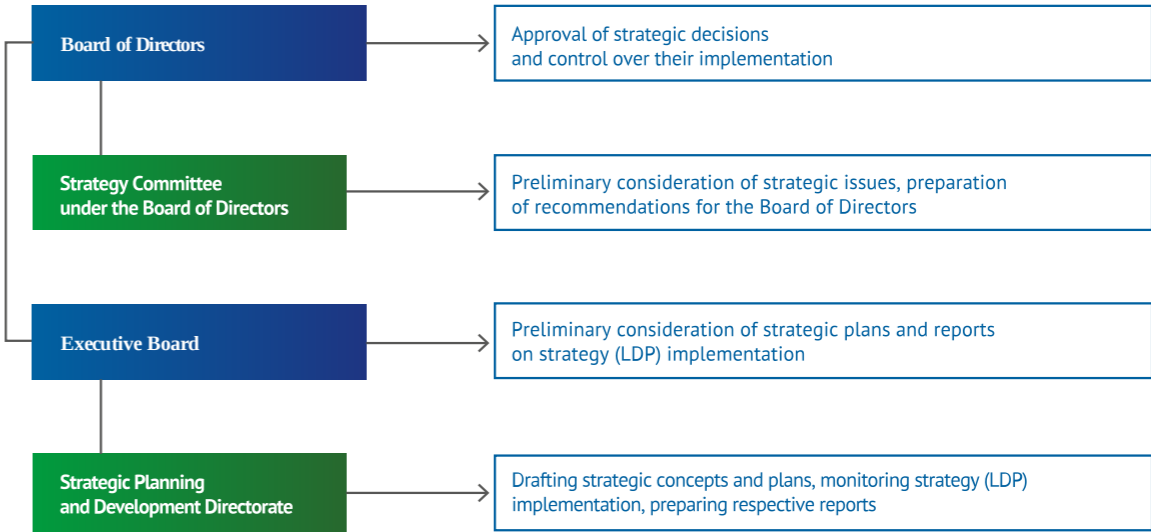 Board of Directors
Approval of strategic decisions
and control over their implementation
Strategy Committee
under the Board of Directors
Preliminary consideration of strategic issues, preparation
of recommendations for the Board of Directors
Executive Board
Preliminary consideration of strategic plans and reports
on strategy (LDP) implementation
Strategic Planning
and Development Directorate
Drafting strategic concepts and plans, monitoring strategy (LDP)
implementation, preparing respective reports